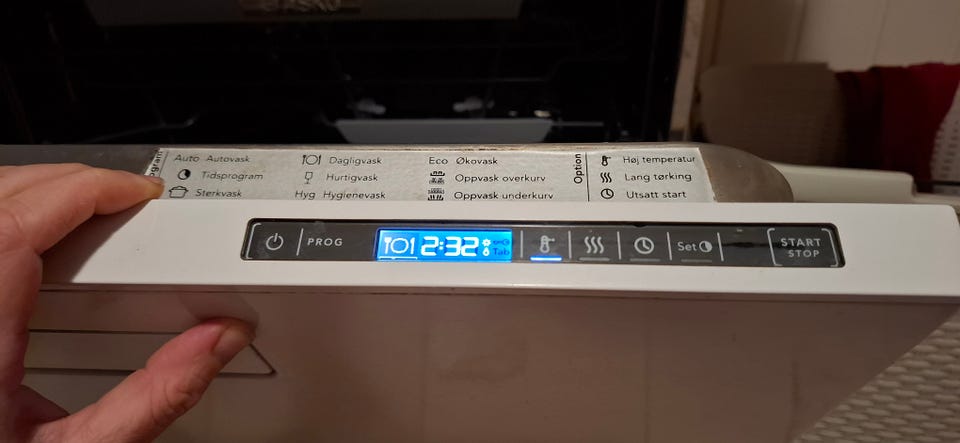 ASKO
Auto Autovask
Tidsprogram
Sterkvask
Dagligvask
Hurtigvask
Hyg Hygienevask
Eco Økovask
Oppvask overkurv
Oppvask underkurv
Option
Høj temperatur
Lang tørking
Utsatt start
PROG
2:32
Tab
Set
START
STOP